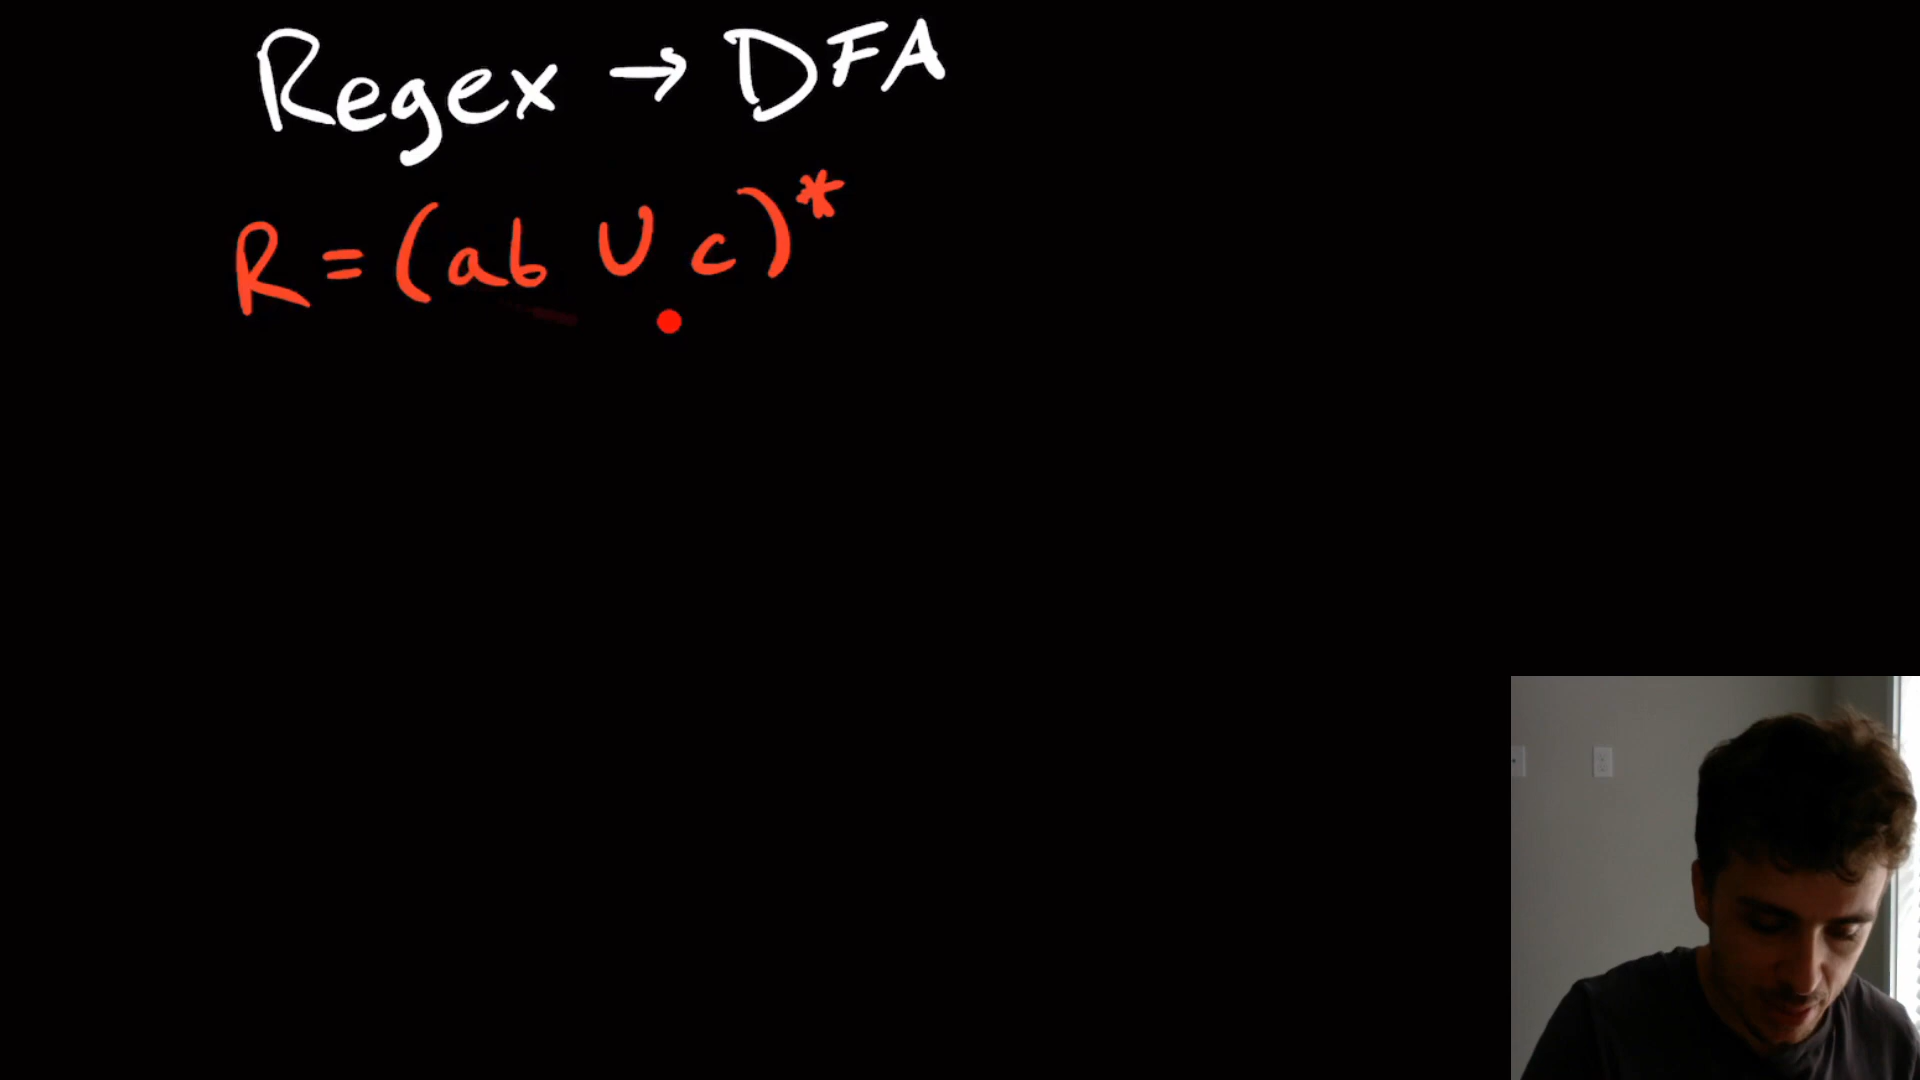 Regex → DFA
R = (ab ∪ c)*